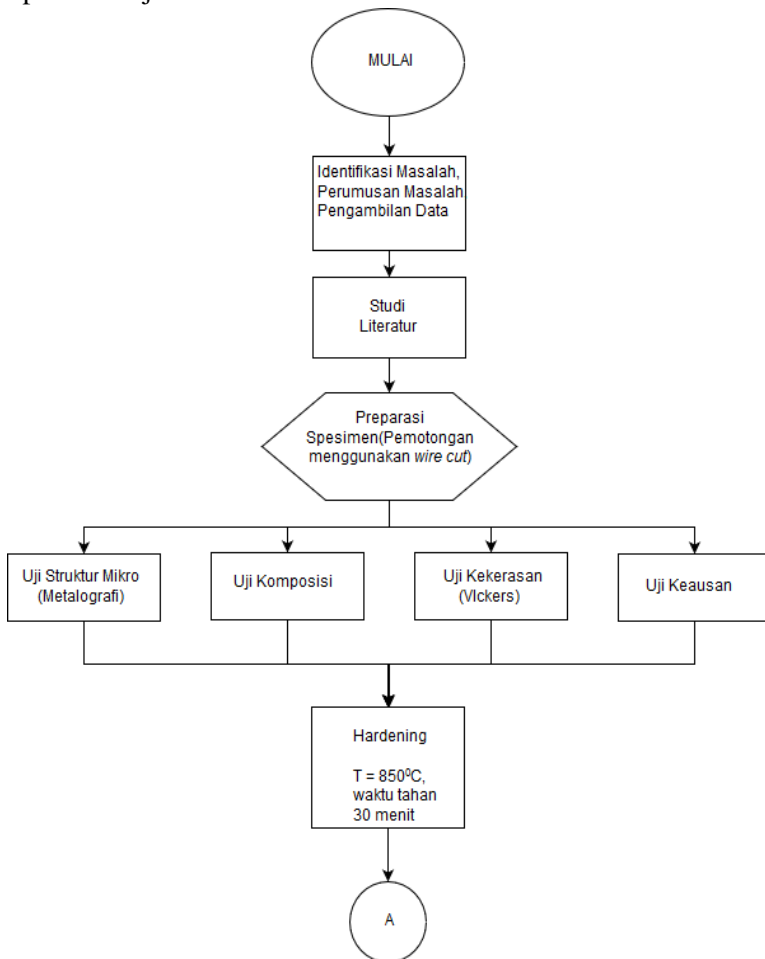 MULAI
Identifikasi Masalah,
Perumusan Masalah,
Pengambilan Data
Studi
Literatur
Preparasi
Spesimen(Pemotongan
menggunakan wire cut)
Uji Struktur Mikro
(Metalografi)
Uji Komposisi
Uji Kekerasan
(VIckers)
Uji Keausan
Hardening
T = 850⁰C,
waktu tahan
30 menit
A